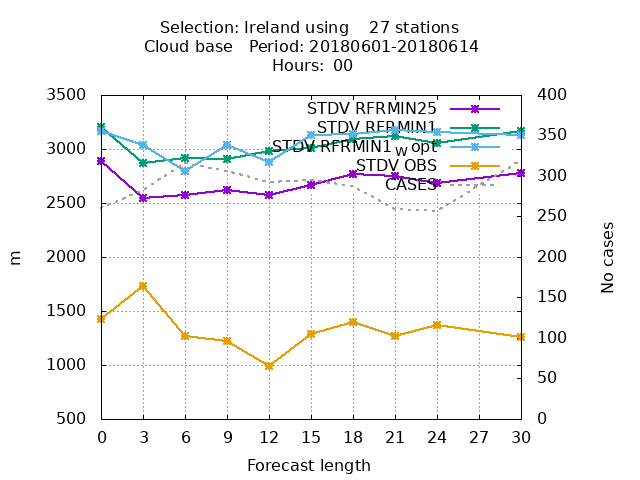 Selection: Ireland using 27 stations
Cloud base Period: 20180601-20180614
Hours: 00
3500
3000
2500
2000
1500
1000
500
m
400
350
300
250
200
150
100
50
0
No cases
STDV RFRMIN25
STDV RFRMIN1
STDV RFRMIN1_w opt
STDV OBS
CASES
0 3 6 9 12 15 18 21 24 27 30
Forecast length